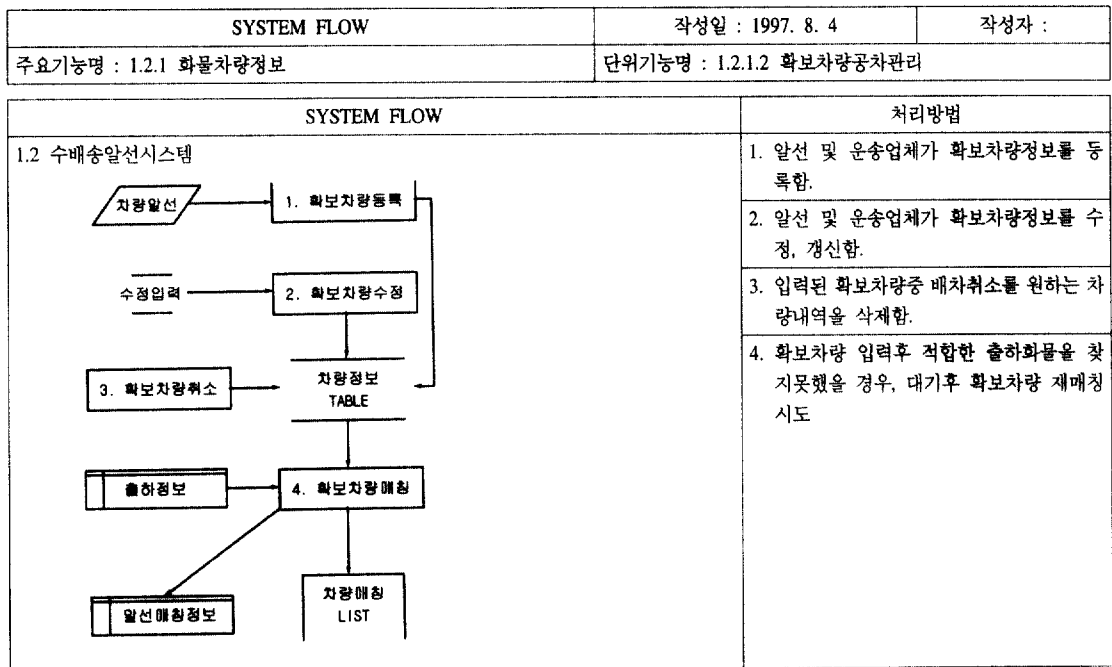 SYSTEM FLOW
작성일 : 1997. 8. 4
작성자 :
주요기능명 : 1.2.1 화물차량정보
단위기능명 : 1.2.1.2 확보차량공차관리
SYSTEM FLOW
처리방법
1.2 수배송알선시스템
차량알선
1. 확보차량등록
수정입력
2. 확보차량수정
3. 확보차량취소
차량정보
TABLE
출하정보
4. 확보차량매칭
알선매칭정보
차량매칭
LIST
1. 알선 및 운송업체가 확보차량정보를 등
록함.
2. 알선 및 운송업체가 확보차량정보를 수
정, 갱신함.
3. 입력된 확보차량중 배차취소를 원하는 차
량내역을 삭제함.
4. 확보차량 입력후 적합한 출하화물을 찾
지못했을 경우, 대기후 확보차량 재매칭
시도